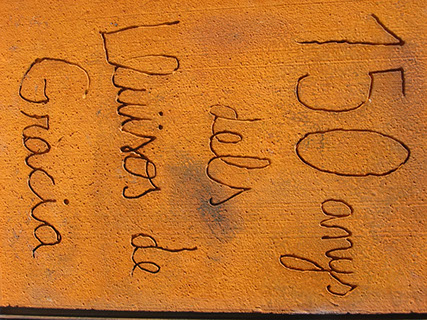 150 anys
dels
Lluïsos de
Gràcia